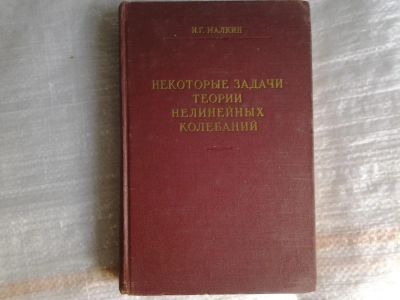 И.Г. МАЛКИН
НЕКОТОРЫЕ ЗАДАЧИ
ТЕОРИИ
НЕЛИНЕЙНЫХ
КОЛЕБАНИЙ